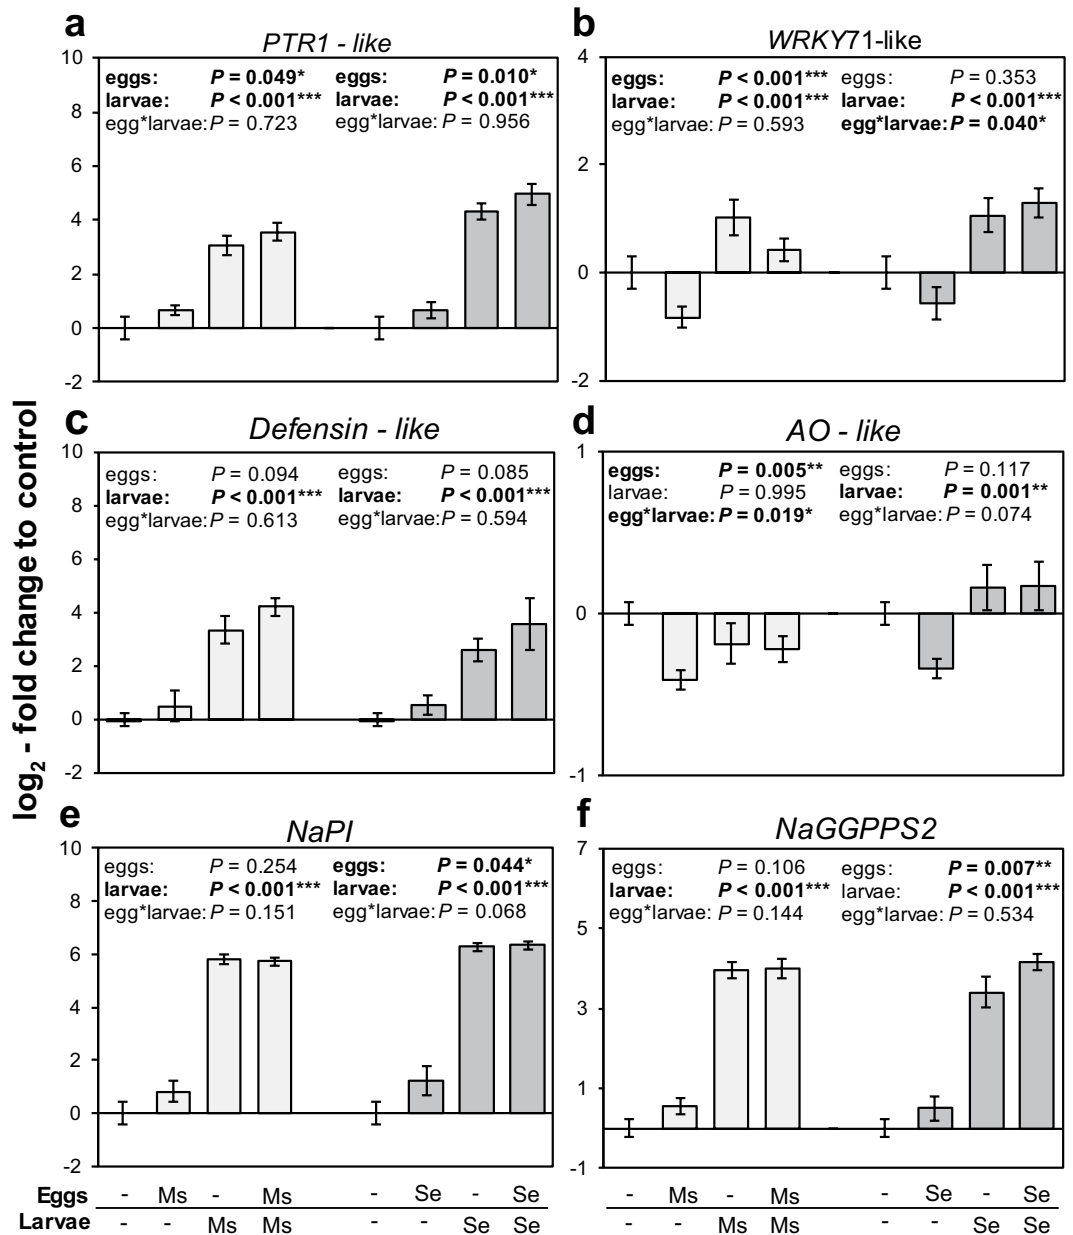 a
PTR1 - like
10
8
6
4
2
0
-2
eggs: P = 0.049* eggs: P = 0.010*
larvae: P < 0.001*** larvae: P < 0.001***
egg*larvae: P = 0.723 egg*larvae: P = 0.956
b
WRKY71-like
4
2
0
-2
eggs: P < 0.001*** eggs: P = 0.353
larvae: P < 0.001*** larvae: P < 0.001***
egg*larvae: P = 0.593 egg*larvae: P = 0.040*
log2 - fold change to control
c
Defensin - like
10
8
6
4
2
0
-2
eggs: P = 0.094 eggs: P = 0.085
larvae: P < 0.001*** larvae: P < 0.001***
egg*larvae: P = 0.613 egg*larvae: P = 0.594
d
AO - like
1
0
-1
eggs: P = 0.005** eggs: P = 0.117
larvae: P = 0.995 larvae: P = 0.001**
egg*larvae: P = 0.019* egg*larvae: P = 0.074
e
NaPI
10
8
6
4
2
0
-2
eggs: P = 0.254 eggs: P = 0.044*
larvae: P < 0.001*** larvae: P < 0.001***
egg*larvae: P = 0.151 egg*larvae: P = 0.068
f
NaGGPPS2
7
5
3
1
-1
eggs: P = 0.106 eggs: P = 0.007**
larvae: P < 0.001*** larvae: P < 0.001***
egg*larvae: P = 0.144 egg*larvae: P = 0.534
Eggs - Ms - Ms - Se - Se - Ms - Ms - Se - Se
Larvae - - Ms Ms - - Se Se - - Ms Ms - - Se Se